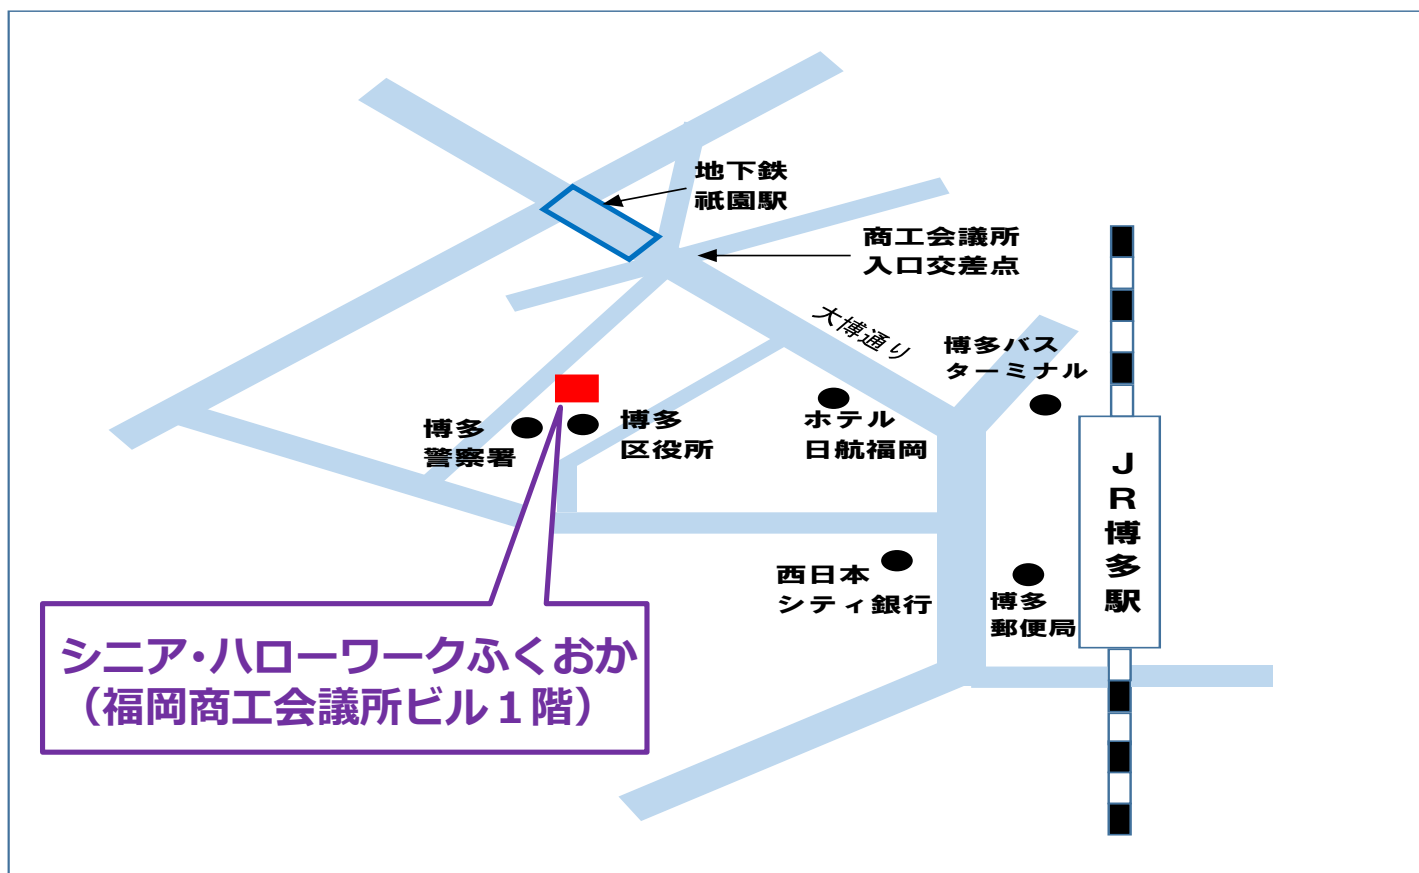 地下鉄
祇園駅
商工会議所
入口交差点
大博通り
博多バス
ターミナル
博多
警察署
博多
区役所
ホテル
日航福岡
JR博多駅
西日本
シティ銀行
博多
郵便局
シニア・ハローワークふくおか
（福岡商工会議所ビル１階）